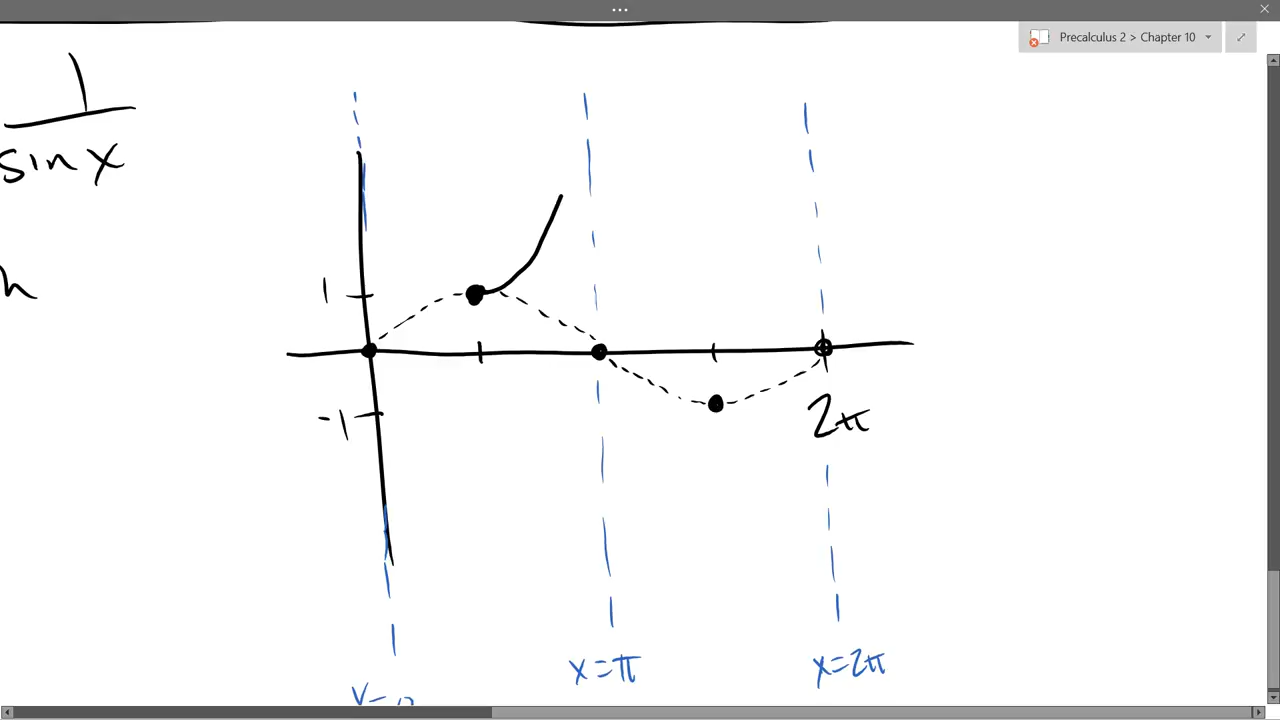 Precalculus 2 > Chapter 10
1
sin x
1
-1
2π
x=π
x=2π